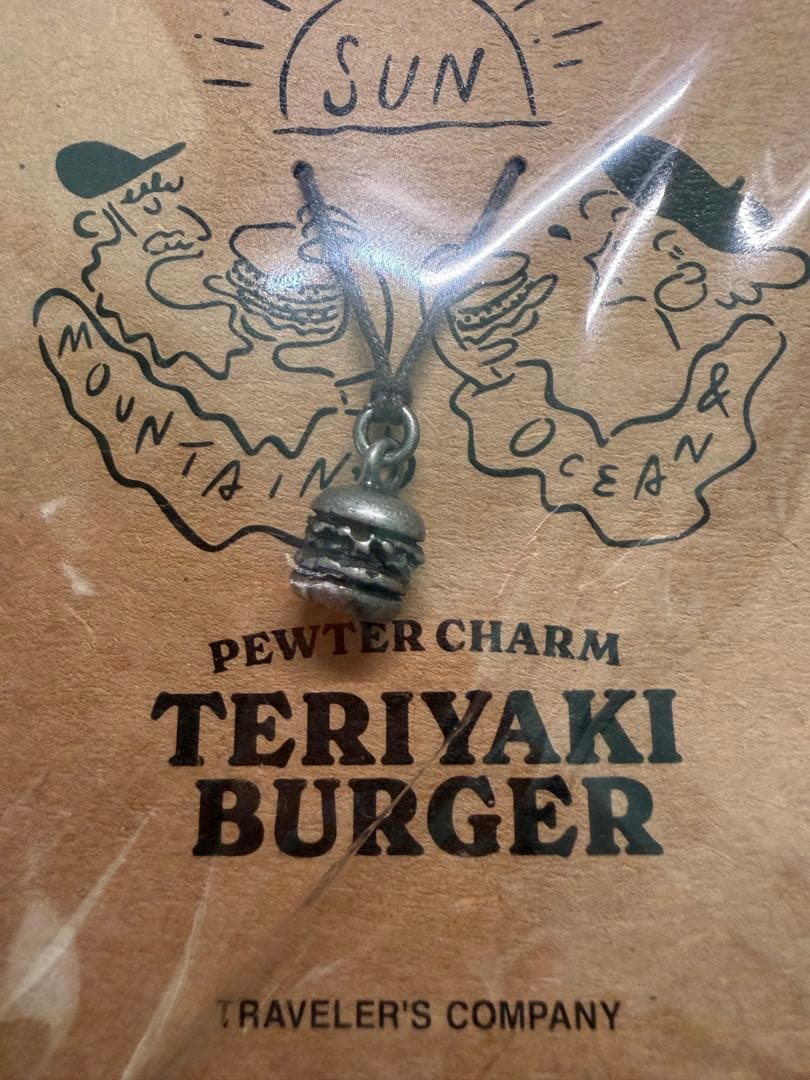 SUN
MOUNTAIN
OCEAN &
PEWTER CHARM
TERIYAKI
BURGER
TRAVELER'S COMPANY